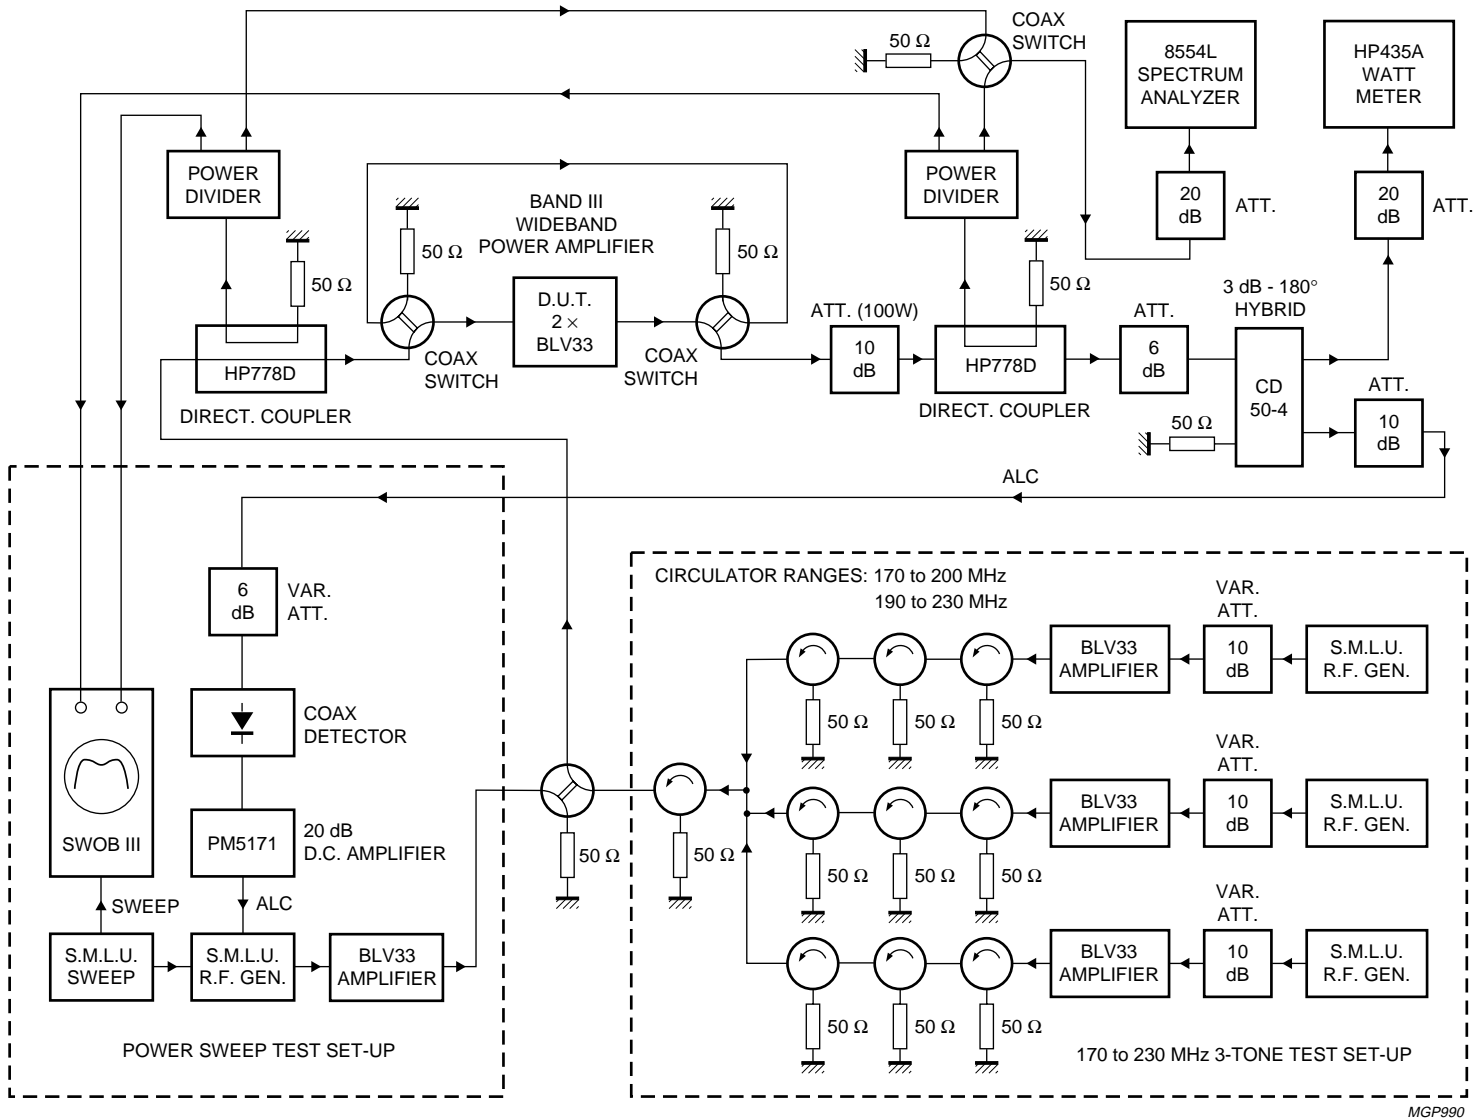 COAX
SWITCH
50 Ω
8554L
SPECTRUM
ANALYZER
HP435A
WATT
METER
POWER
DIVIDER
POWER
DIVIDER
20
dB
ATT.
20
dB
ATT.
BAND III
WIDEBAND
POWER AMPLIFIER
50 Ω
50 Ω
50 Ω
50 Ω
D.U.T.
2 ×
BLV33
COAX
SWITCH
COAX
SWITCH
HP778D
DIRECT. COUPLER
ATT. (100W)
10
dB
HP778D
DIRECT. COUPLER
ATT.
6
dB
3 dB - 180°
HYBRID
CD
50-4
50 Ω
ATT.
10
dB
ALC
6
dB
VAR.
ATT.
COAX
DETECTOR
SWOB III
PM5171
20 dB
D.C. AMPLIFIER
SWEEP
ALC
S.M.L.U.
SWEEP
S.M.L.U.
R.F. GEN.
BLV33
AMPLIFIER
POWER SWEEP TEST SET-UP
50 Ω
50 Ω
CIRCULATOR RANGES: 170 to 200 MHz
190 to 230 MHz
VAR.
ATT.
BLV33
AMPLIFIER
10
dB
S.M.L.U.
R.F. GEN.
50 Ω
50 Ω
50 Ω
VAR.
ATT.
BLV33
AMPLIFIER
10
dB
S.M.L.U.
R.F. GEN.
50 Ω
50 Ω
50 Ω
VAR.
ATT.
BLV33
AMPLIFIER
10
dB
S.M.L.U.
R.F. GEN.
50 Ω
50 Ω
50 Ω
170 to 230 MHz 3-TONE TEST SET-UP
MGP990